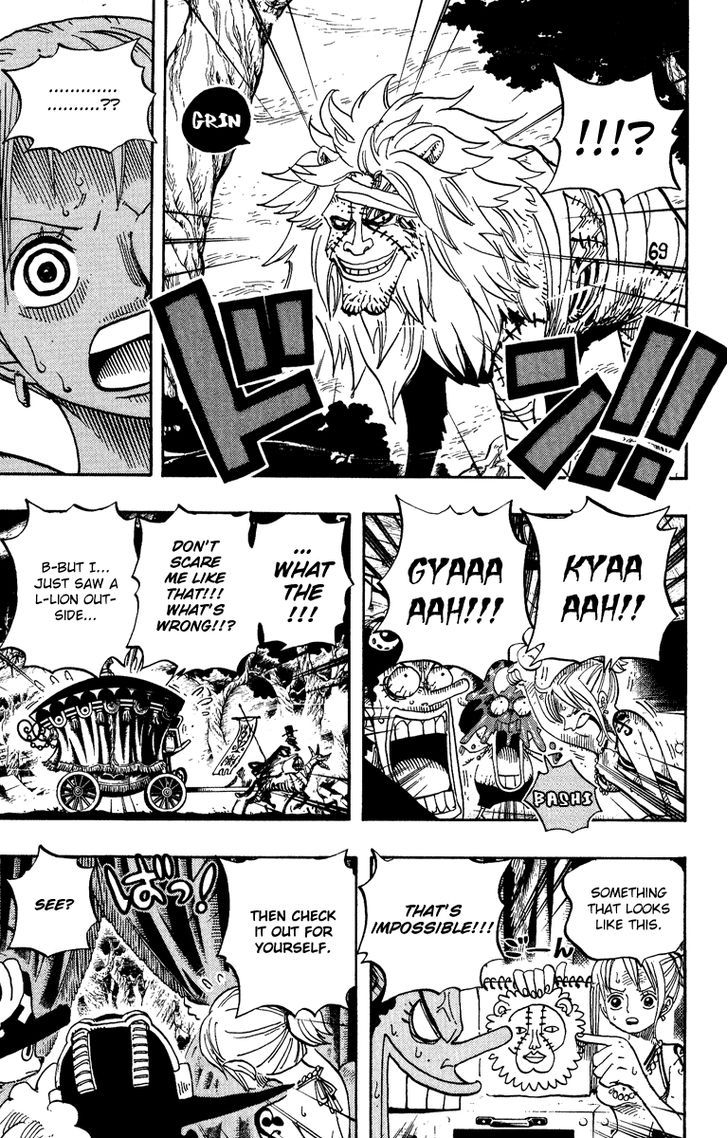 !!!?
GRIN
69
ドン!!
.............
..........??
KYAA
AAH!!
GYAAA
AAH!!!
BASHI
...
WHAT
THE
!!!
DON'T
SCARE
ME LIKE
THAT!!!
WHAT'S
WRONG!!?
B-BUT I...
JUST SAW A
L-LION OUT-
SIDE...
SOMETHING
THAT LOOKS
LIKE THIS.
THAT'S
IMPOSSIBLE!!!
THEN CHECK
IT OUT FOR
YOURSELF.
ばっ!
SEE?